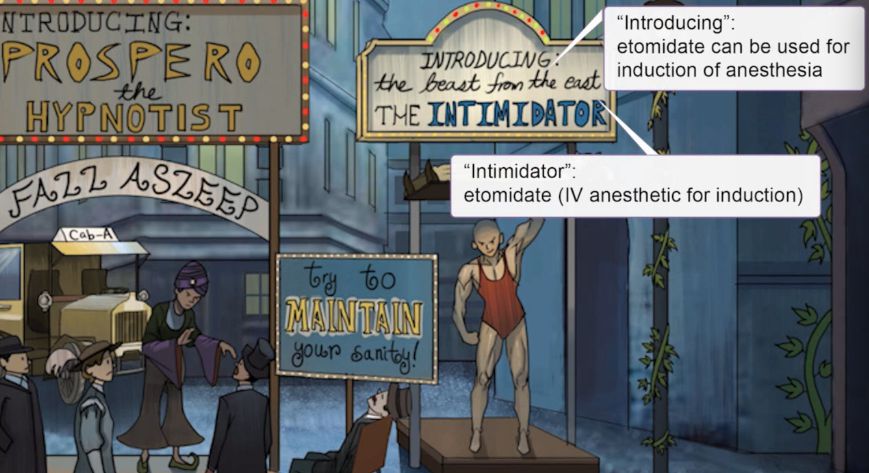 INTRODUCING:
PROSPERO
the
HYPNOTIST
FAZZ ASZEEP
Cab-A
INTRODUCING:
the beast from the east
THE INTIMIDATOR
"Introducing":
etomidate can be used for
induction of anesthesia
"Intimidator":
etomidate (IV anesthetic for induction)
try to
MAINTAIN
your sanity!